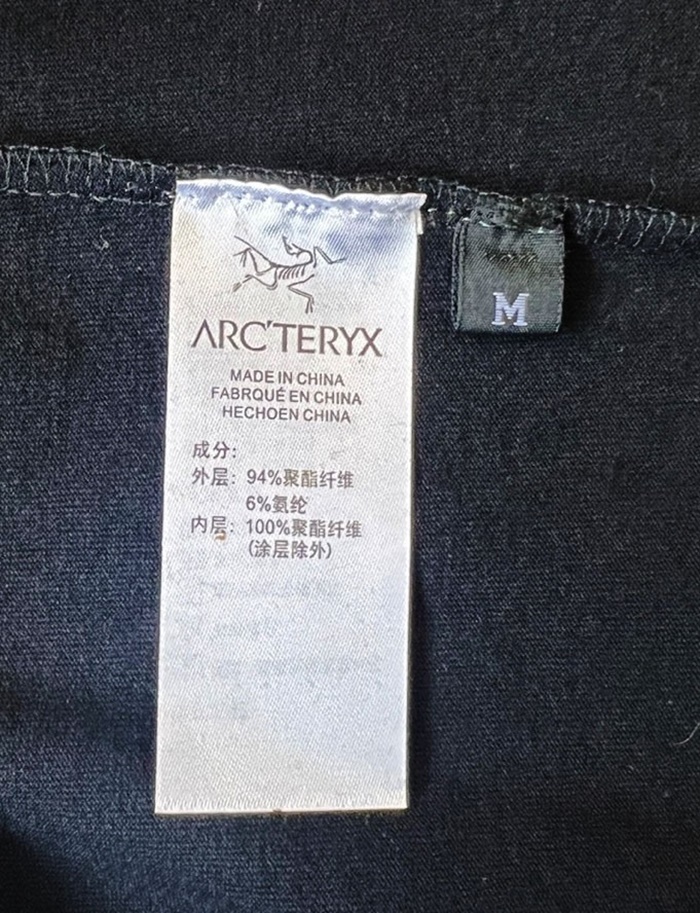 ARC'TERYX
MADE IN CHINA
FABRQUÉ EN CHINA
HECHOEN CHINA
成分:
外层: 94%聚酯纤维
6%氨纶
内层: 100%聚酯纤维
(涂层除外)
M